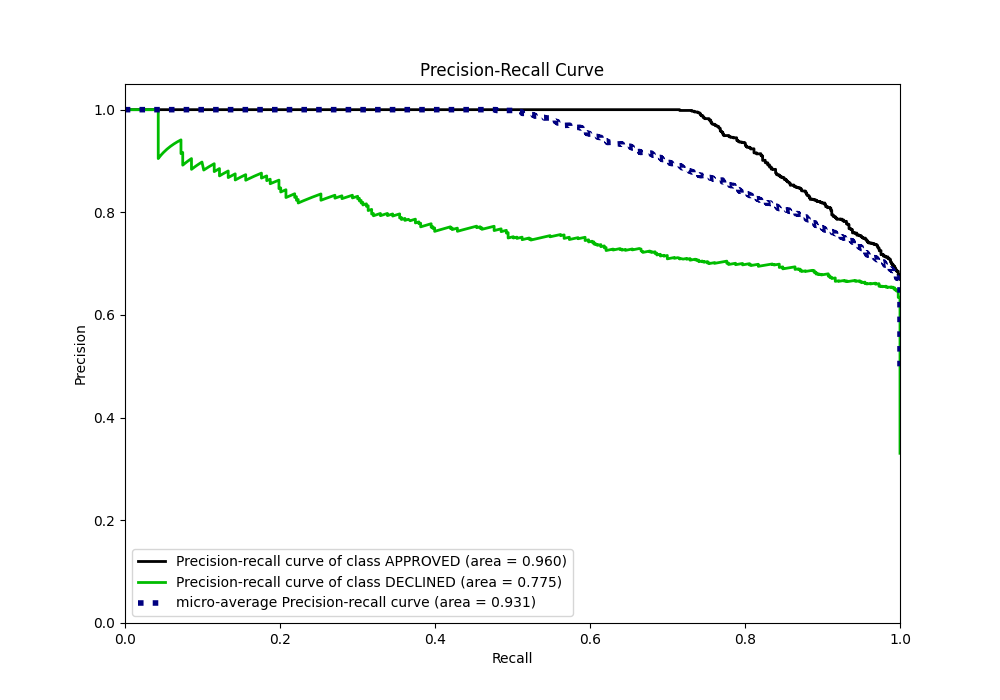 Precision-Recall Curve
1.0
0.8
0.6
0.4
0.2
0.0
Precision
0.0 0.2 0.4 0.6 0.8 1.0
Recall
Precision-recall curve of class APPROVED (area = 0.960)
Precision-recall curve of class DECLINED (area = 0.775)
micro-average Precision-recall curve (area = 0.931)